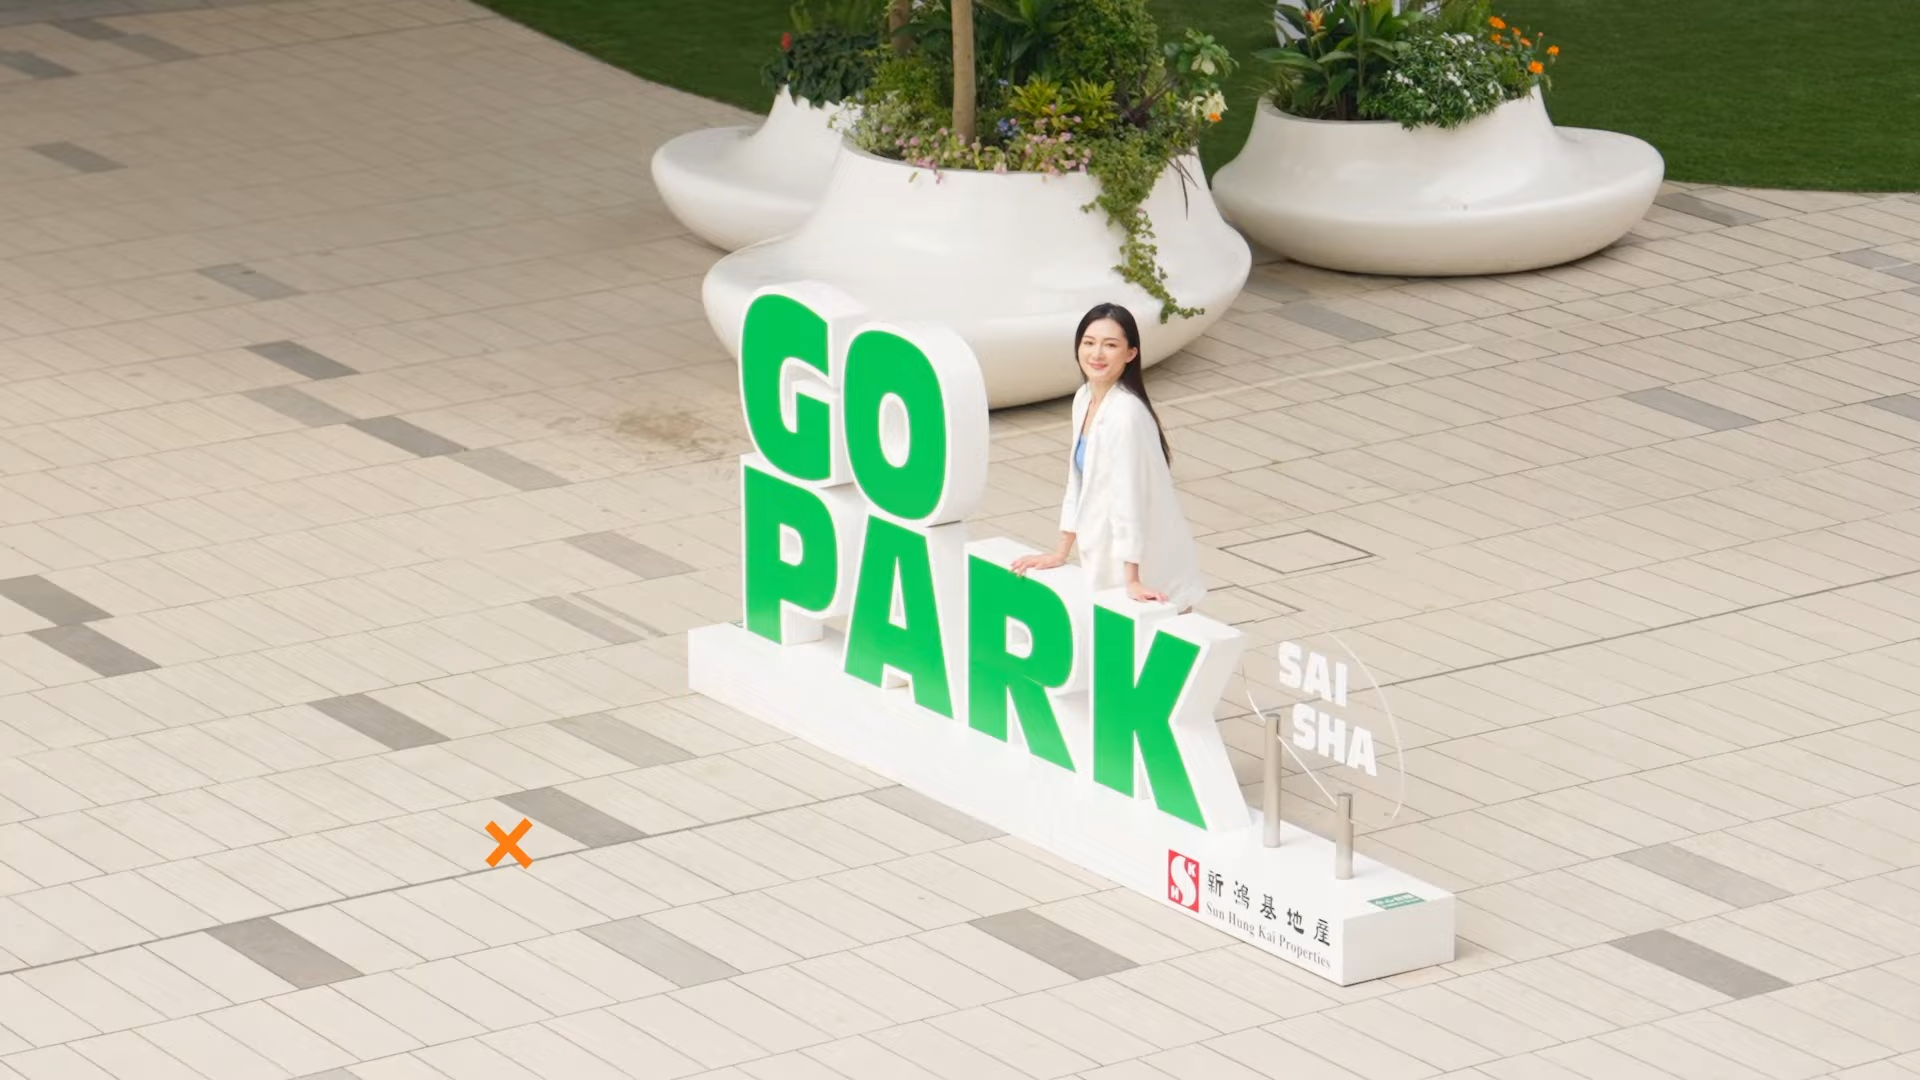 GO
PARK
SAI
SHA
新鴻基地產
Sun Hung Kai Properties